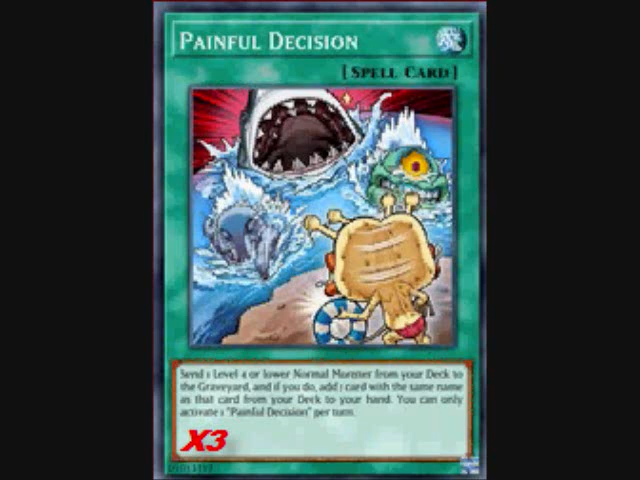 Painful Decision
[Spell Card]
Send 1 Level 4 or lower Normal Monster from your Deck to
the Graveyard, and if you do, add 1 card with the same name
as that card from your Deck to your hand. You can only
activate 1 "Painful Decision" per turn.
X3